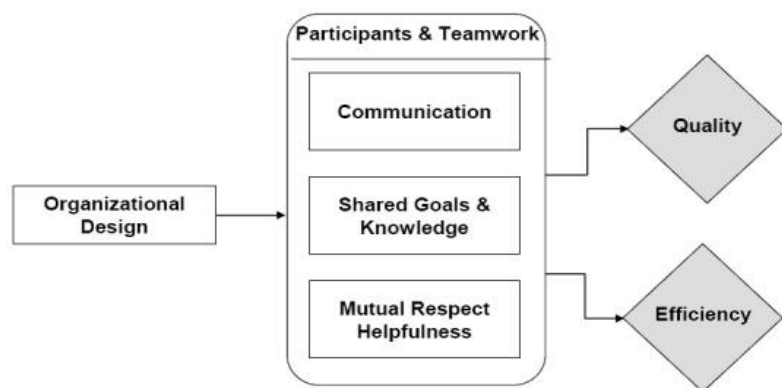 Participants & Teamwork
Communication
Quality
Organizational
Design
Shared Goals &
Knowledge
Mutual Respect
Helpfulness
Efficiency